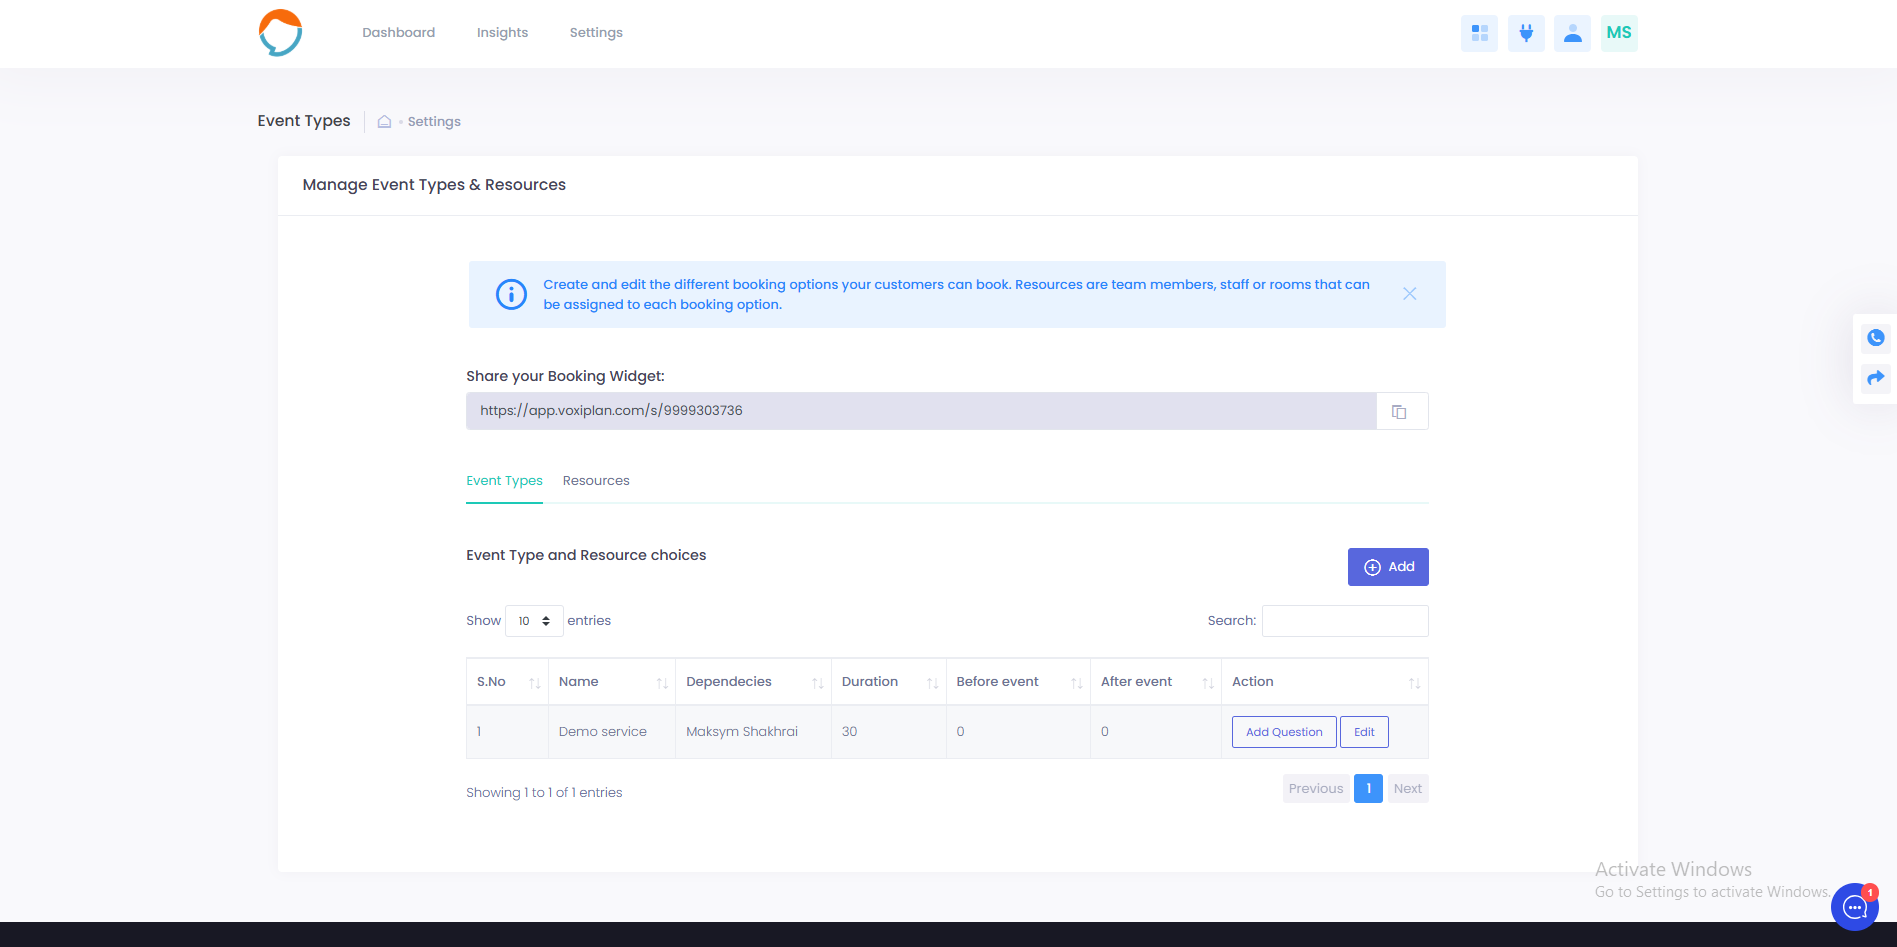 Dashboard Insights Settings MS
Event Types Settings
Manage Event Types & Resources
Create and edit the different booking options your customers can book. Resources are team members, staff or rooms that can
be assigned to each booking option.
Share your Booking Widget:
https://app.voxiplan.com/s/9999303736
Event Types Resources
Event Type and Resource choices
Add
Show 10 entries Search:
S.No Name Dependecies Duration Before event After event Action
1 Demo service Maksym Shakhrai 30 0 0 Add Question Edit
Showing 1 to 1 of 1 entries Previous 1 Next
Activate Windows
Go to Settings to activate Windows.
1